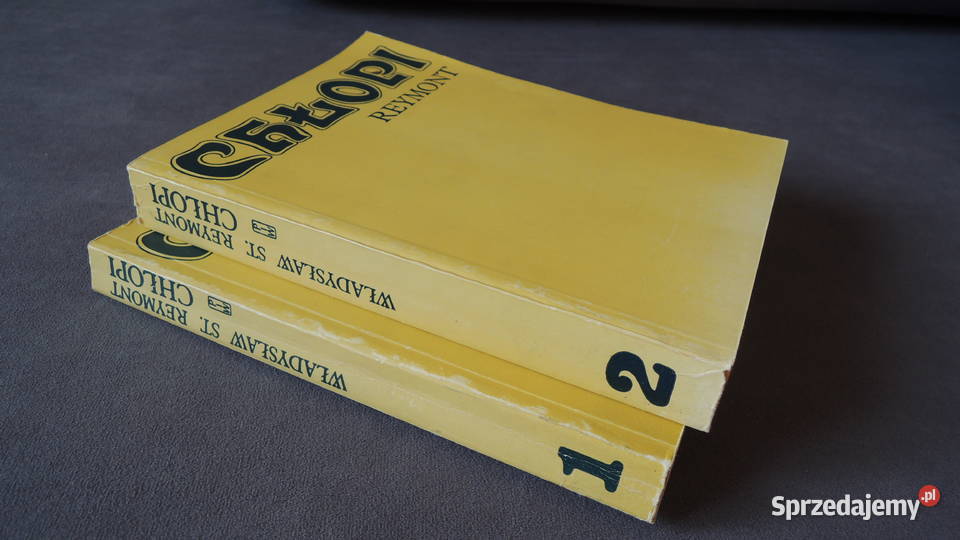 CHŁOPI
REYMONT
WŁADYSŁAW ST. REYMONT
CHŁOPI
2
WŁADYSŁAW ST. REYMONT
CHŁOPI
1
Sprzedajemy.pl